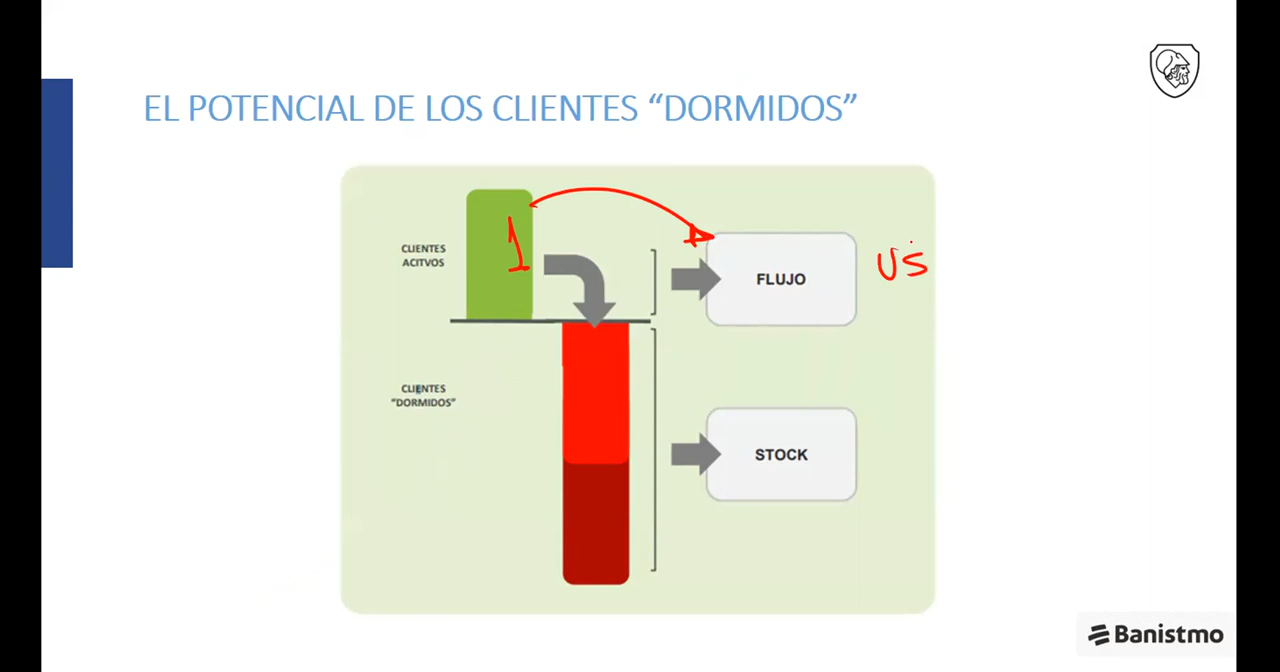 EL POTENCIAL DE LOS CLIENTES “DORMIDOS”
CLIENTES
ACITVOS
1
FLUJO
US
CLIENTES
“DORMIDOS”
STOCK
Banistmo